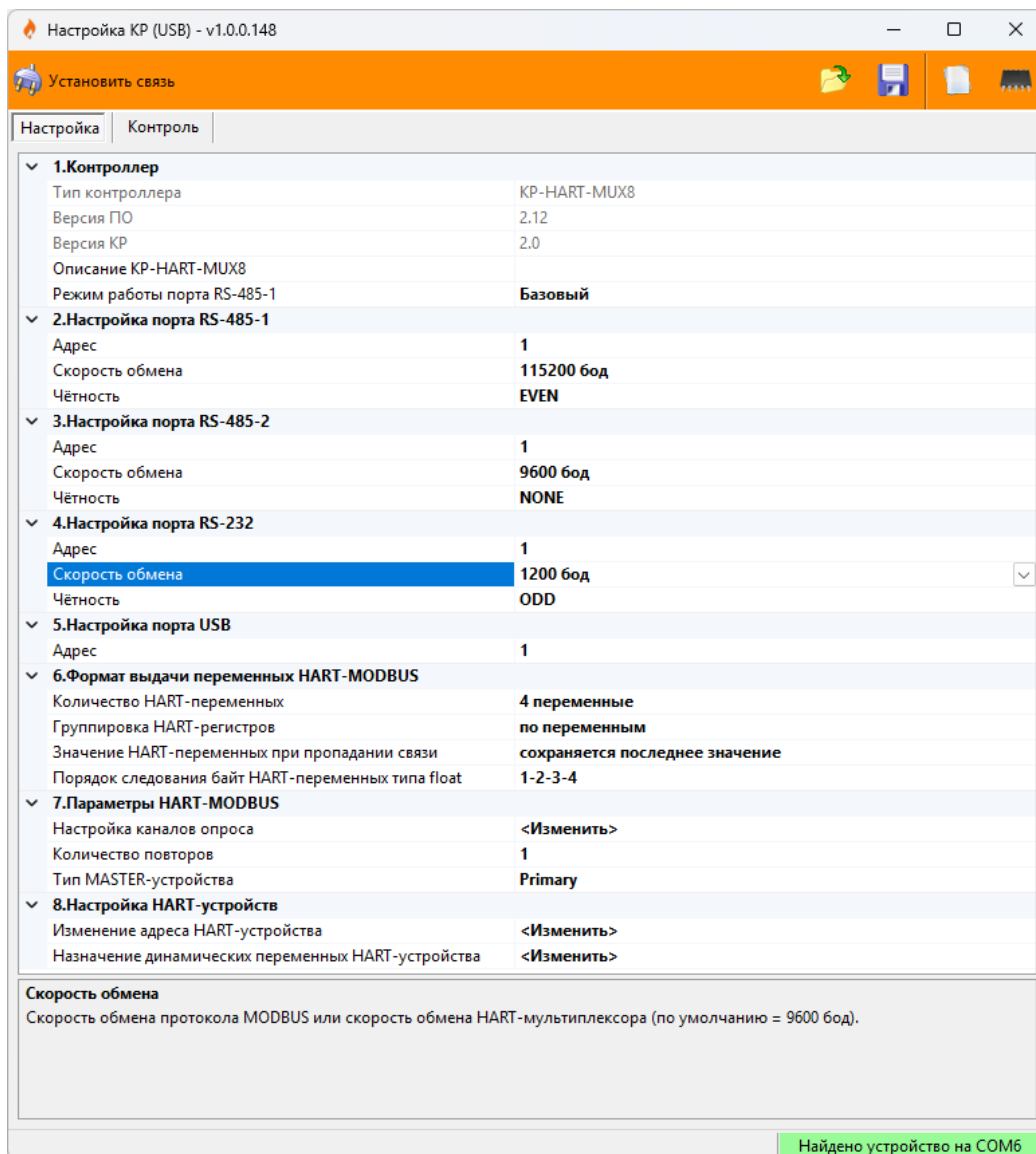 Настройка КР (USB) - v1.0.0.148
Установить связь
Настройка Контроль
1.Контроллер
Тип контроллера KP-HART-MUX8
Версия ПО 2.12
Версия КР 2.0
Описание KP-HART-MUX8
Режим работы порта RS-485-1 Базовый
2.Настройка порта RS-485-1
Адрес 1
Скорость обмена 115200 бод
Чётность EVEN
3.Настройка порта RS-485-2
Адрес 1
Скорость обмена 9600 бод
Чётность NONE
4.Настройка порта RS-232
Адрес 1
Скорость обмена 1200 бод
Чётность ODD
5.Настройка порта USB
Адрес 1
6.Формат выдачи переменных HART-MODBUS
Количество HART-переменных 4 переменные
Группировка HART-регистров по переменным
Значение HART-переменных при пропадании связи сохраняется последнее значение
Порядок следования байт HART-переменных типа float 1-2-3-4
7.Параметры HART-MODBUS
Настройка каналов опроса <Изменить>
Количество повторов 1
Тип MASTER-устройства Primary
8.Настройка HART-устройств
Изменение адреса HART-устройства <Изменить>
Назначение динамических переменных HART-устройства <Изменить>
Скорость обмена
Скорость обмена протокола MODBUS или скорость обмена HART-мультиплексора (по умолчанию = 9600 бод).
Найдено устройство на COM6